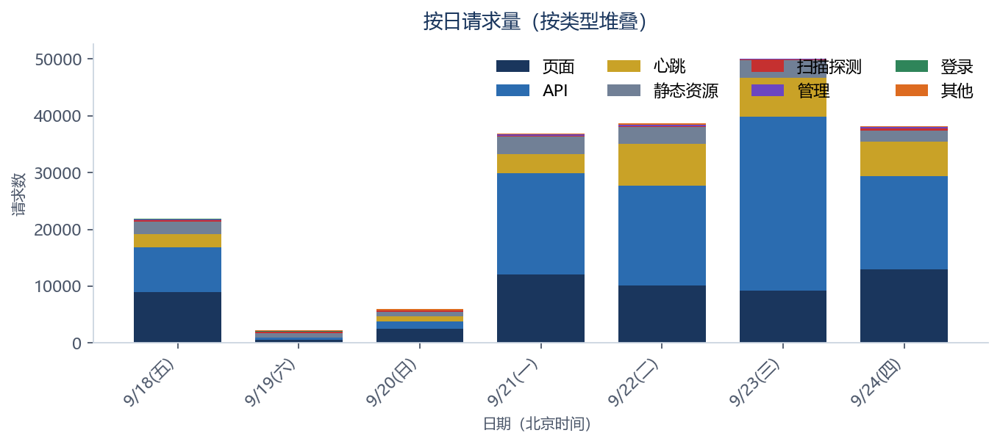 按日请求量（按类型堆叠）
页面 心跳 扫描探测 登录
API 静态资源 管理 其他
请求数
50000
40000
30000
20000
10000
0
9/18(五) 9/19(六) 9/20(日) 9/21(一) 9/22(二) 9/23(三) 9/24(四)
日期（北京时间）